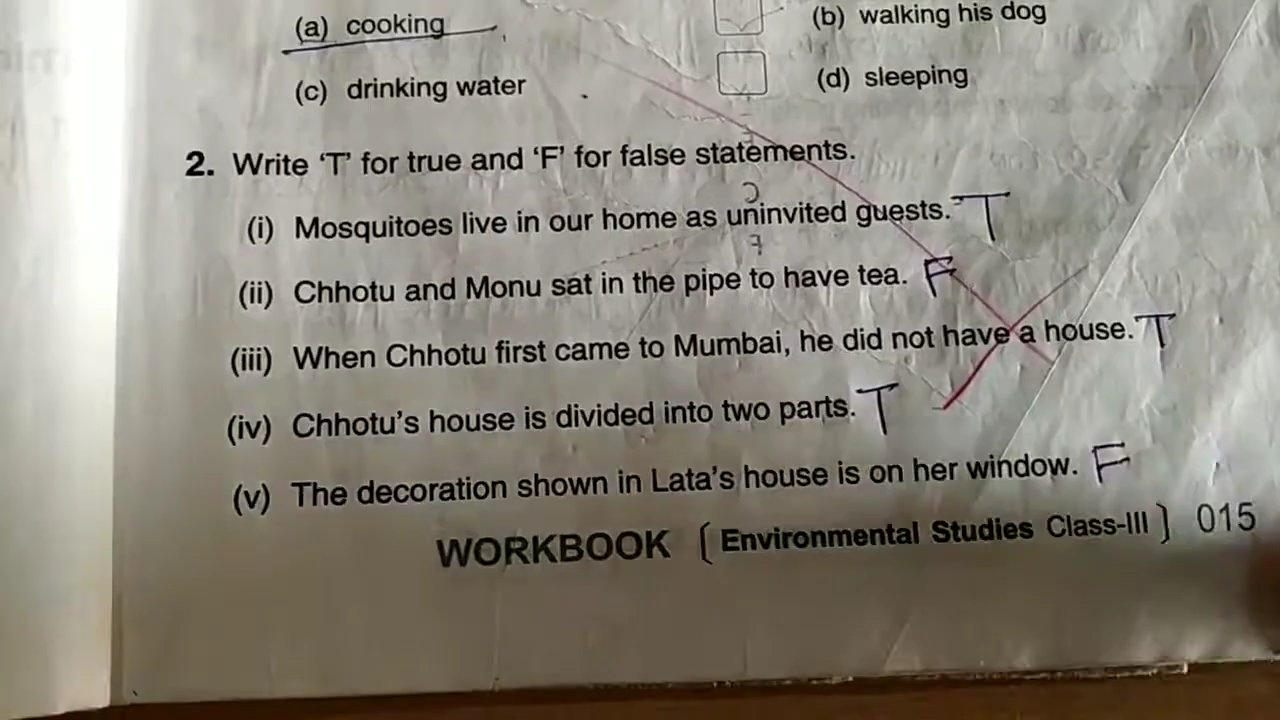 (a) cooking (b) walking his dog
(c) drinking water (d) sleeping
2. Write ‘T’ for true and ‘F’ for false statements.
(i) Mosquitoes live in our home as uninvited guests. T
(ii) Chhotu and Monu sat in the pipe to have tea. F
(iii) When Chhotu first came to Mumbai, he did not have a house. T
(iv) Chhotu’s house is divided into two parts. T
(v) The decoration shown in Lata’s house is on her window. F
WORKBOOK [Environmental Studies Class-III] 015